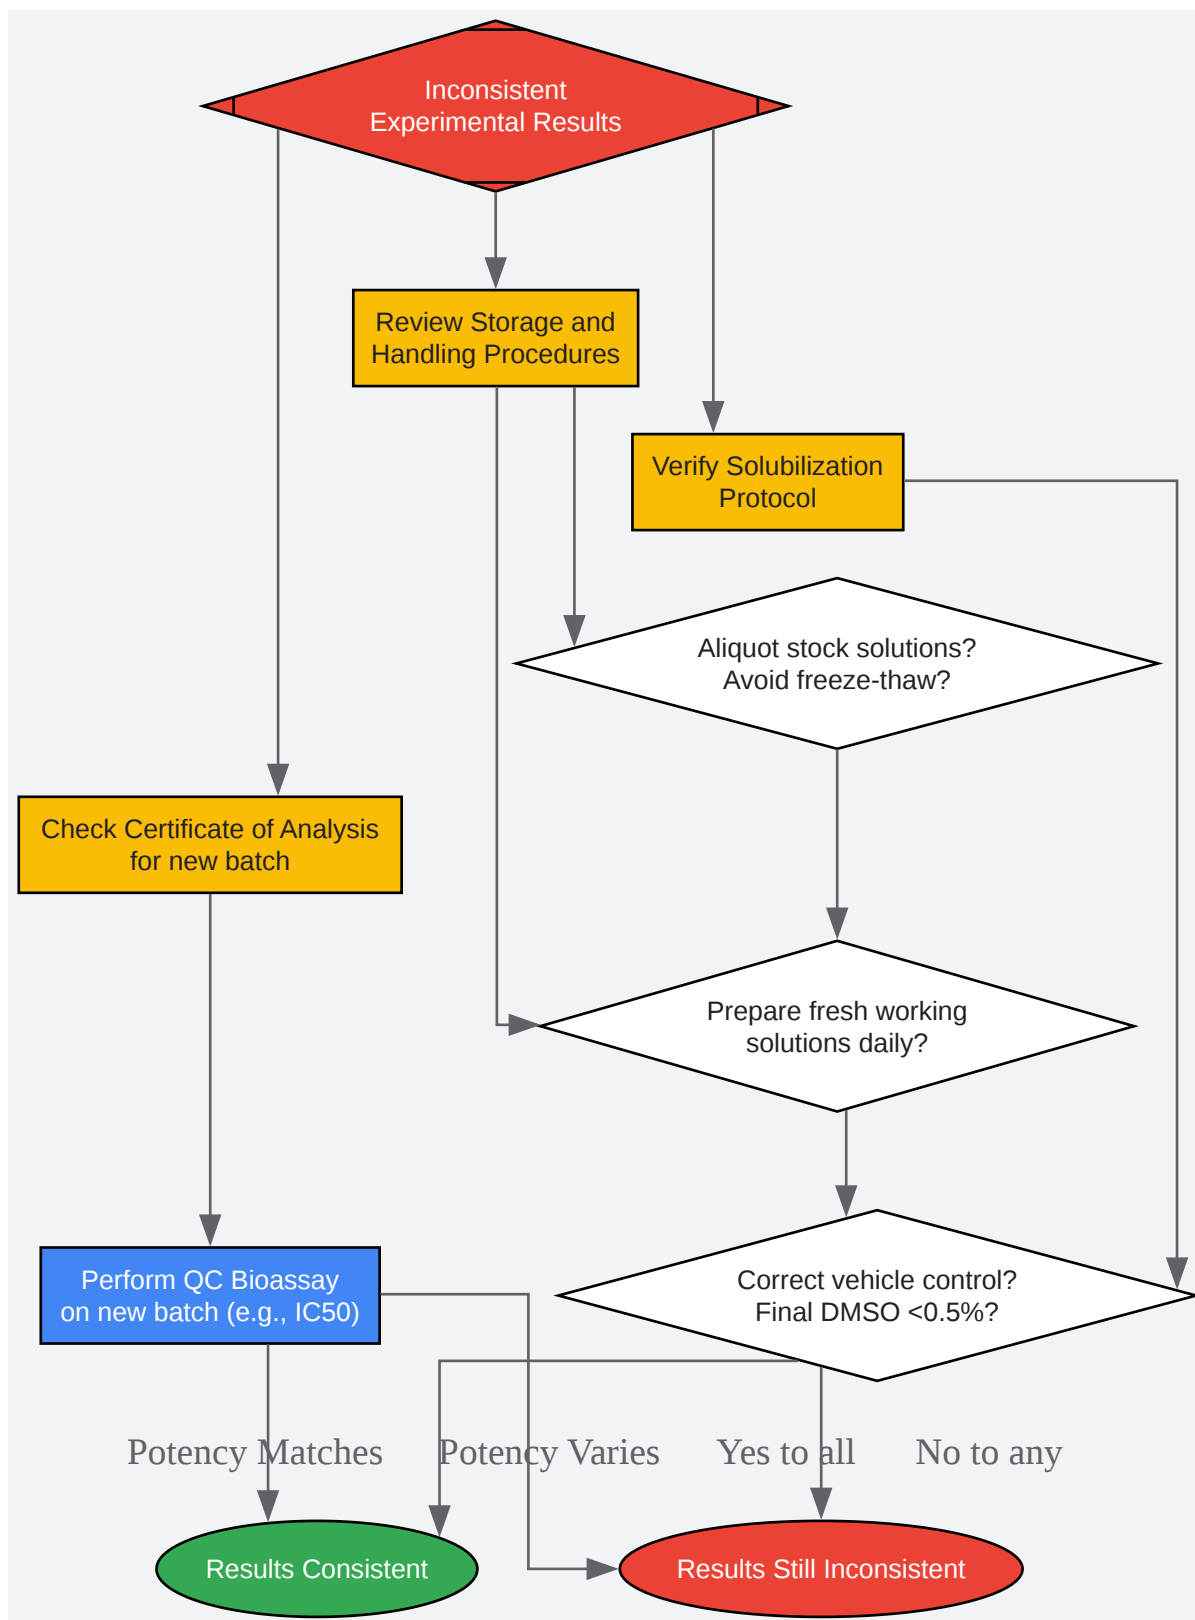 Inconsistent
Experimental Results
Review Storage and
Handling Procedures
Verify Solubilization
Protocol
Aliquot stock solutions?
Avoid freeze-thaw?
Check Certificate of Analysis
for new batch
Prepare fresh working
solutions daily?
Perform QC Bioassay
on new batch (e.g., IC50)
Correct vehicle control?
Final DMSO <0.5%?
Potency Matches
Potency Varies
Yes to all
No to any
Results Consistent
Results Still Inconsistent